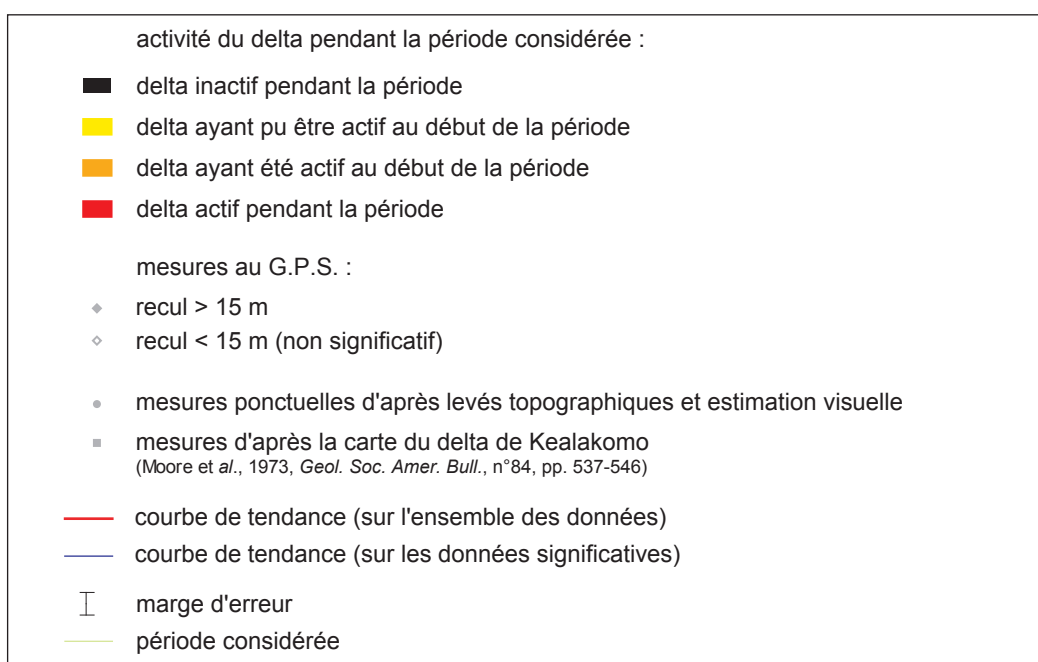 activité du delta pendant la période considérée :
delta inactif pendant la période
delta ayant pu être actif au début de la période
delta ayant été actif au début de la période
delta actif pendant la période
mesures au G.P.S. :
recul > 15 m
recul < 15 m (non significatif)
mesures ponctuelles d'après levés topographiques et estimation visuelle
mesures d'après la carte du delta de Kealakomo
(Moore et al., 1973, Geol. Soc. Amer. Bull., n°84, pp. 537-546)
courbe de tendance (sur l'ensemble des données)
courbe de tendance (sur les données significatives)
marge d'erreur
période considérée